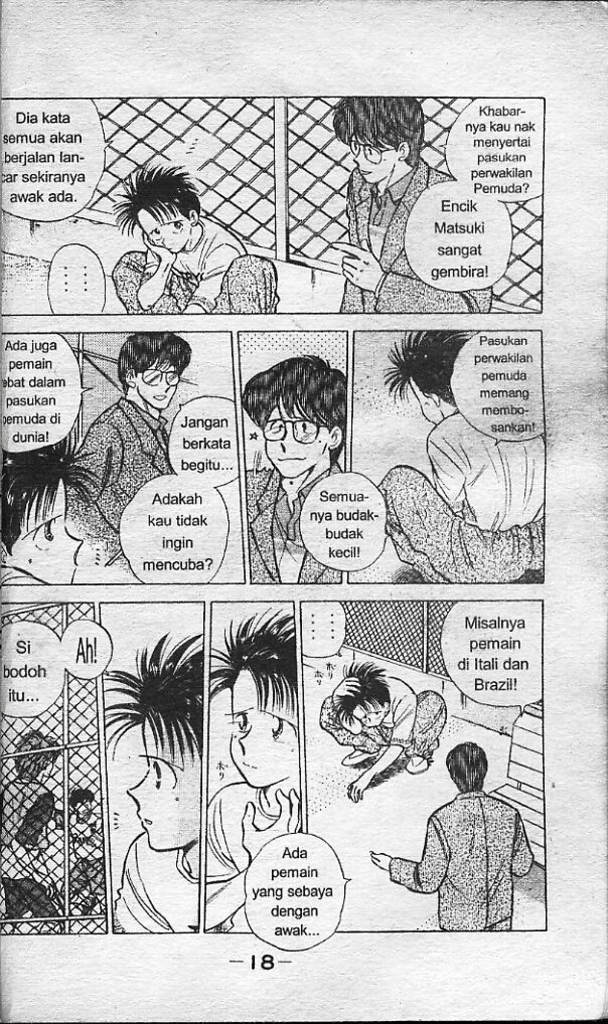 Khabar-
nya kau nak
menyertai
pasukan
perwakilan
Pemuda?
Encik
Matsuki
sangat
gembira!
Dia kata
semua akan
berjalan lan-
car sekiranya
awak ada.
......
Pasukan
perwakilan
pemuda
memang
membo-
sankan!
Semua-
nya budak-
budak
kecil!
Jangan
berkata
begitu...
Ada juga
pemain
ebat dalam
pasukan
pemuda di
dunia!
Adakah
kau tidak
ingin
mencuba?
Misalnya
pemain
di Itali dan
Brazil!
......
Ada
pemain
yang sebaya
dengan
awak...
Ah!
Si
bodoh
itu...
－18－